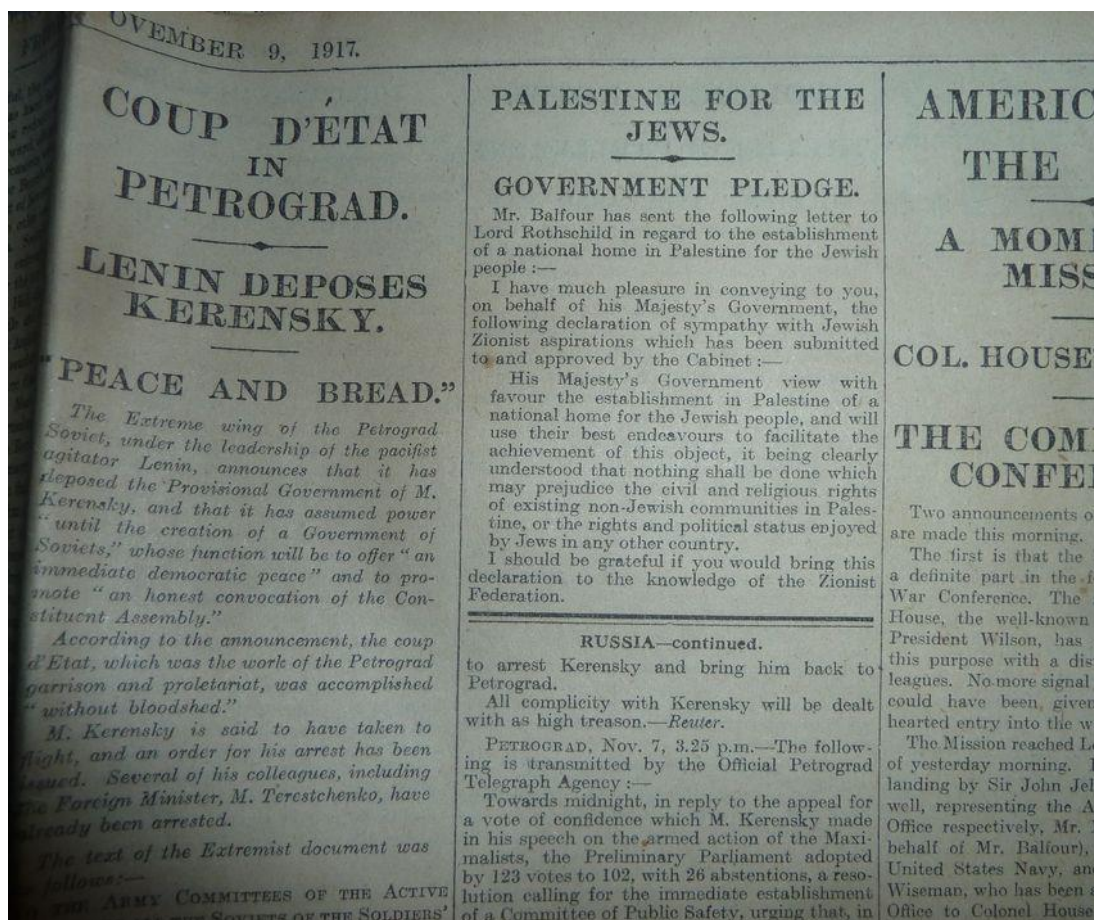 OVEMBER 9, 1917.
COUP D'ÉTAT
IN
PETROGRAD.
LENIN DEPOSES
KERENSKY.
"PEACE AND BREAD."
The Extreme wing of the Petrograd
Soviet, under the leadership of the pacifist
agitator Lenin, announces that it has
deposed the Provisional Government of M.
Kerensky, and that it has assumed power
"until the creation of a Government of
Soviets," whose function will be to offer "an
immediate democratic peace" and to pro-
mote "an honest convocation of the Con-
stituent Assembly."
According to the announcement, the coup
d'Etat, which was the work of the Petrograd
garrison and proletariat, was accomplished
"without bloodshed."
M. Kerensky is said to have taken to
flight, and an order for his arrest has been
issued. Several of his colleagues, including
the Foreign Minister, M. Terestchenko, have
already been arrested.
The text of the Extremist document was
follows:—
ARMY COMMITTEES OF THE ACTIVE
SOVIETS OF THE SOLDIERS'
PALESTINE FOR THE
JEWS.
GOVERNMENT PLEDGE.
Mr. Balfour has sent the following letter to
Lord Rothschild in regard to the establishment
of a national home in Palestine for the Jewish
people :—
I have much pleasure in conveying to you,
on behalf of his Majesty's Government, the
following declaration of sympathy with Jewish
Zionist aspirations which has been submitted
to and approved by the Cabinet :—
His Majesty's Government view with
favour the establishment in Palestine of a
national home for the Jewish people, and will
use their best endeavours to facilitate the
achievement of this object, it being clearly
understood that nothing shall be done which
may prejudice the civil and religious rights
of existing non-Jewish communities in Pales-
tine, or the rights and political status enjoyed
by Jews in any other country.
I should be grateful if you would bring this
declaration to the knowledge of the Zionist
Federation.
RUSSIA—continued.
to arrest Kerensky and bring him back to
Petrograd.
All complicity with Kerensky will be dealt
with as high treason.—Reuter.
PETROGRAD, Nov. 7, 3.25 p.m.—The follow-
ing is transmitted by the Official Petrograd
Telegraph Agency :—
Towards midnight, in reply to the appeal for
a vote of confidence which M. Kerensky made
in his speech on the armed action of the Maxi-
malists, the Preliminary Parliament adopted
by 123 votes to 102, with 26 abstentions, a reso-
lution calling for the immediate establishment
of a Committee of Public Safety, urging that, in
AMERIC
THE
A MOM
MISS
COL. HOUSE
THE COM
CONFE
Two announcements o
are made this morning.
The first is that the
a definite part in the
War Conference. The
House, the well-known
President Wilson, has
this purpose with a dis
leagues. No more signal
could have been given
hearted entry into the w
The Mission reached L
of yesterday morning.
landing by Sir John Jel
well, representing the A
Office respectively, Mr.
behalf of Mr. Balfour),
United States Navy, an
Wiseman, who has been a
Office to Colonel House